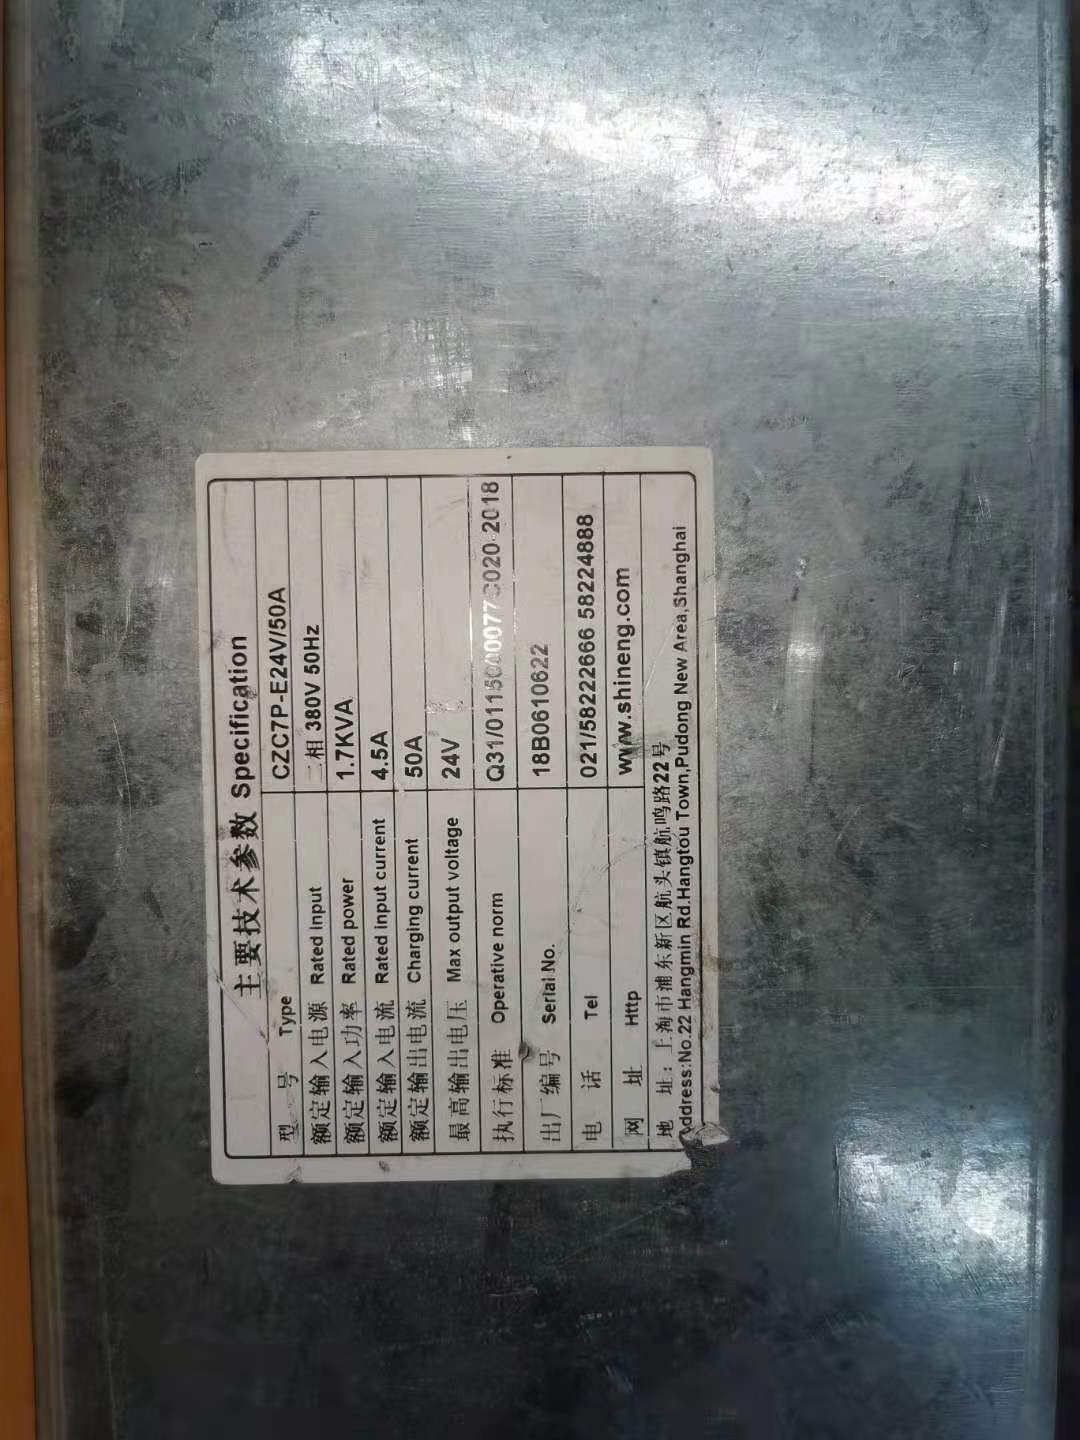 主要技术参数 Specification
型 号 Type CZC7P-E24V/50A
额定输入电源 Rated Input 二相 380V 50Hz
额定输入功率 Rated power 1.7KVA
额定输入电流 Rated Input current 4.5A
额定输出电流 Charging current 50A
最高输出电压 Max output voltage 24V
执行标准 Operative norm Q31/0115000077C020-2018
出厂编号 Serial No. 18B0610622
电 话 Tel 021/58222666 58224888
网 址 Http www.shineng.com
地 址：上海市浦东新区航头镇航鸣路22号
Address:No.22 Hangmin Rd.Hangtou Town,Pudong New Area,Shanghai